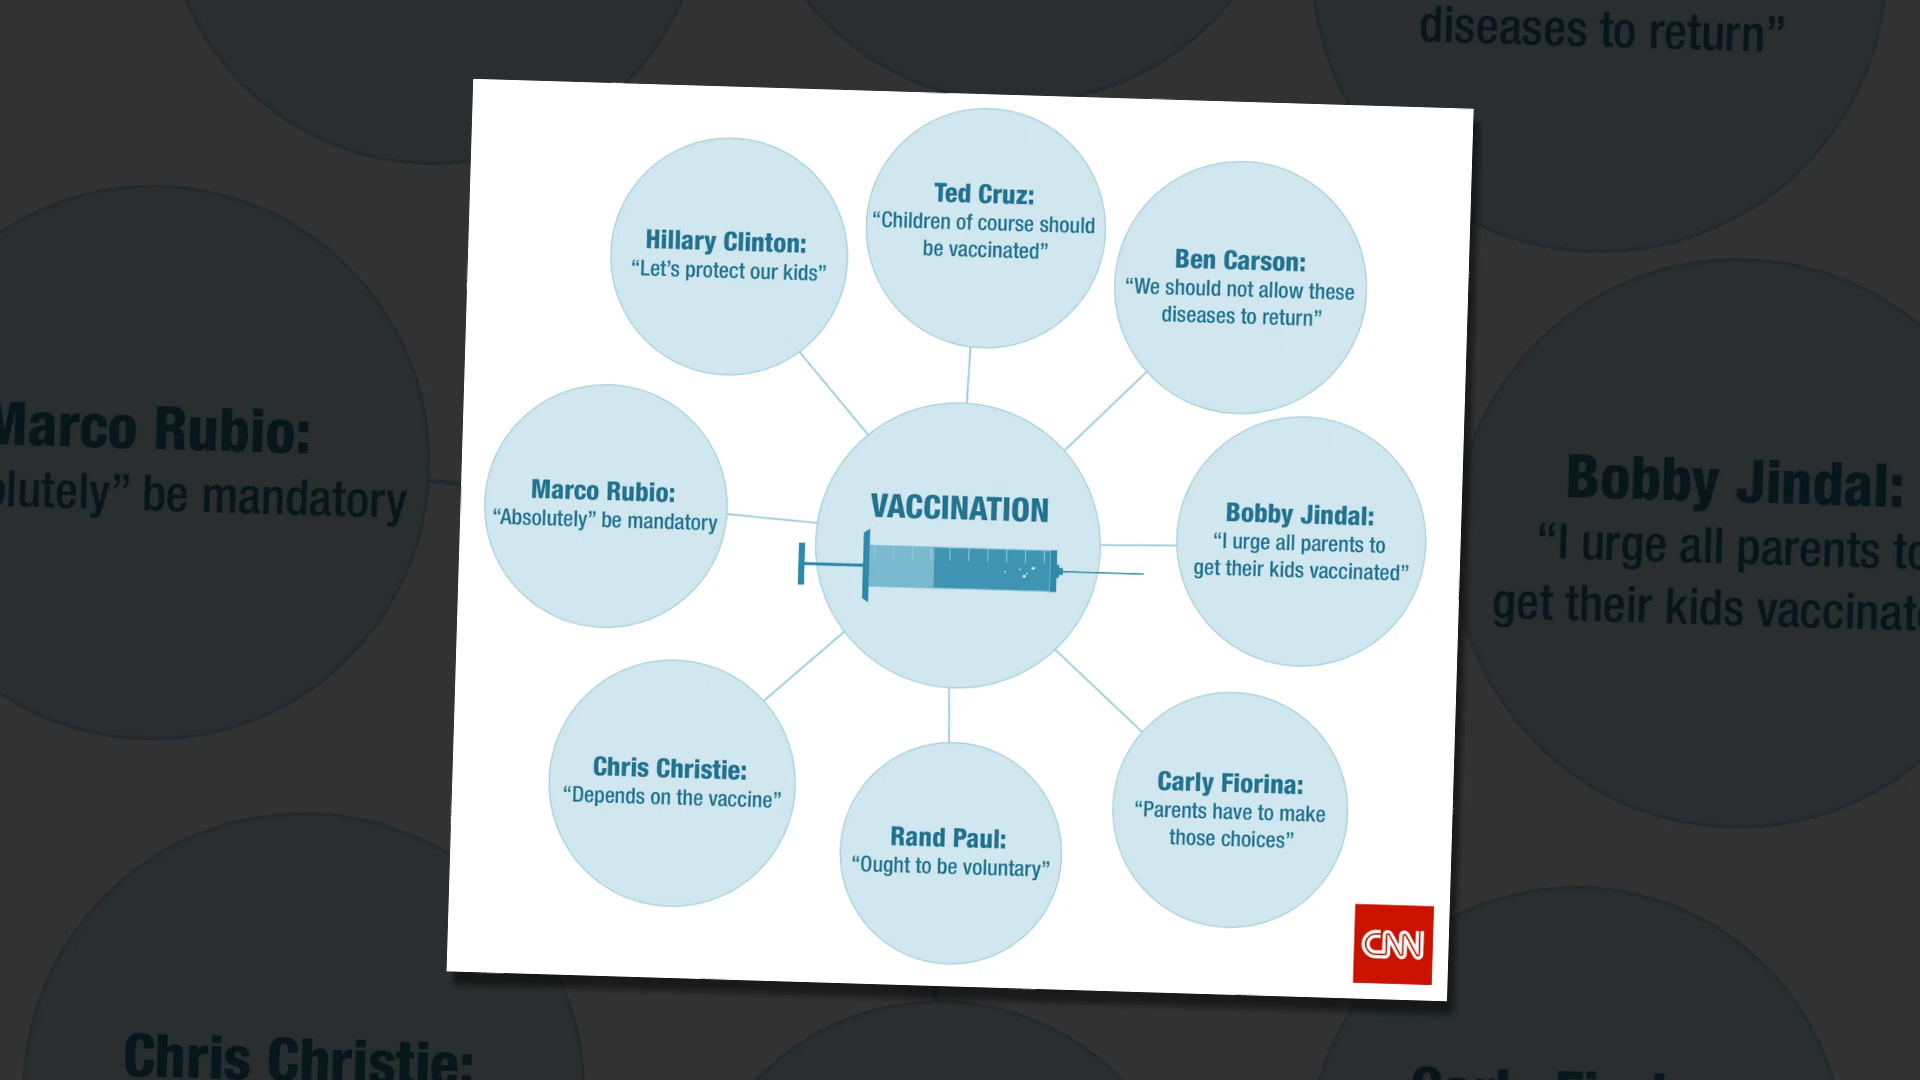 diseases to return”
Hillary Clinton:
“Let’s protect our kids”
Ted Cruz:
“Children of course should
be vaccinated”
Ben Carson:
“We should not allow these
diseases to return”
Marco Rubio:
“Absolutely” be mandatory
VACCINATION
Bobby Jindal:
“I urge all parents to
get their kids vaccinated”
Chris Christie:
“Depends on the vaccine”
Rand Paul:
“Ought to be voluntary”
Carly Fiorina:
“Parents have to make
those choices”
CNN
Marco Rubio:
be mandatory
Bobby Jindal:
“I urge all parents to
get their kids
Chris Christie: